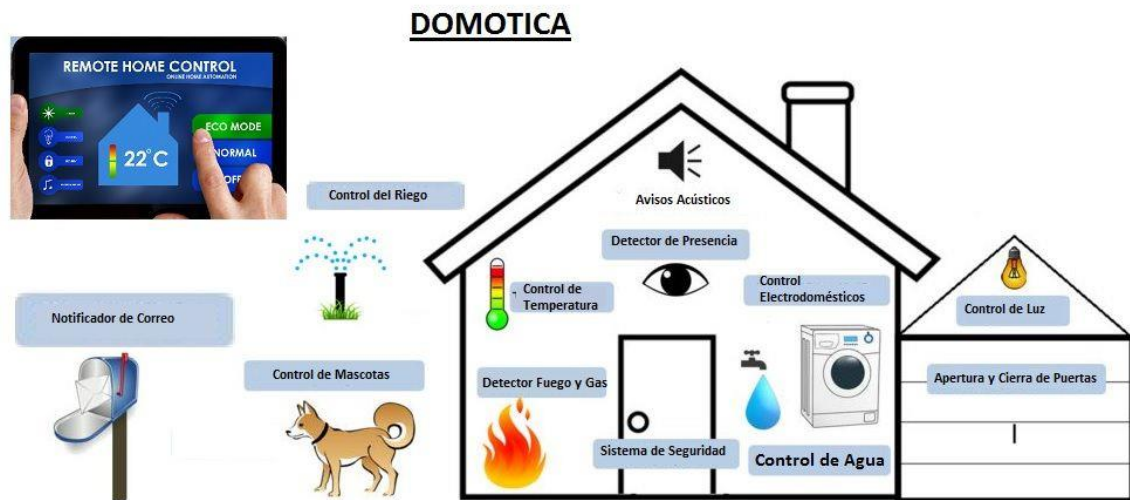 DOMOTICA
REMOTE HOME CONTROL
ONLINE HOME AUTOMATION
ECO MODE
22°C
NORMAL
OFF
Control del Riego
Avisos Acústicos
Detector de Presencia
Control de
Temperatura
Control
Electrodomésticos
Control de Luz
Notificador de Correo
Control de Mascotas
Detector Fuego y Gas
Apertura y Cierra de Puertas
Sistema de Seguridad
Control de Agua